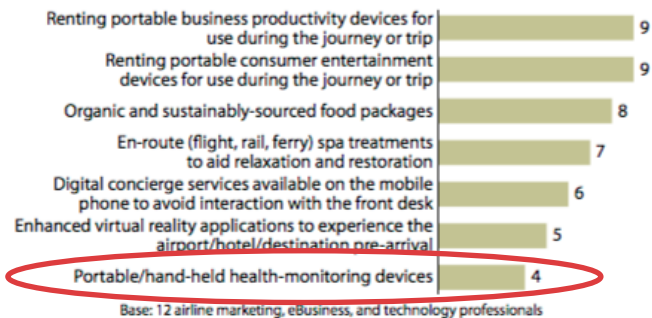 Renting portable business productivity devices for
use during the journey or trip 9
Renting portable consumer entertainment
devices for use during the journey or trip 9
Organic and sustainably-sourced food packages 8
En-route (flight, rail, ferry) spa treatments
to aid relaxation and restoration 7
Digital concierge services available on the mobile
phone to avoid interaction with the front desk 6
Enhanced virtual reality applications to experience the
airport/hotel/destination pre-arrival 5
Portable/hand-held health-monitoring devices 4
Base: 12 airline marketing, eBusiness, and technology professionals